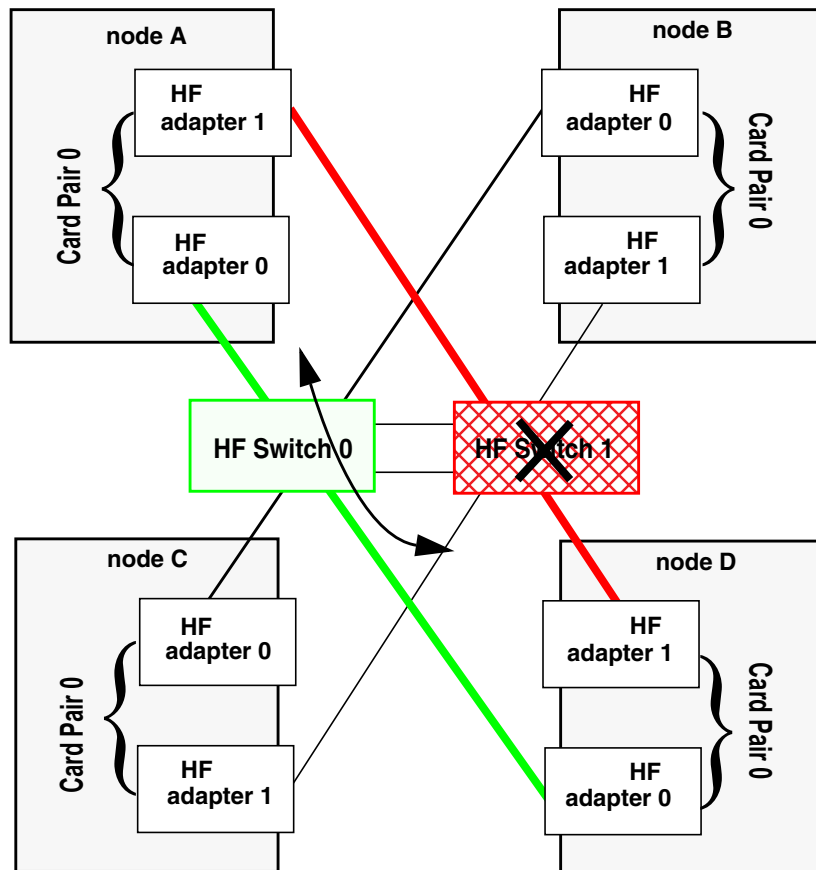 node A
HF
adapter 1
Card Pair 0
HF
adapter 0
node B
HF
adapter 0
Card Pair 0
HF
adapter 1
HF Switch 0
HF Switch 1
node C
HF
adapter 0
Card Pair 0
HF
adapter 1
node D
HF
adapter 1
Card Pair 0
HF
adapter 0